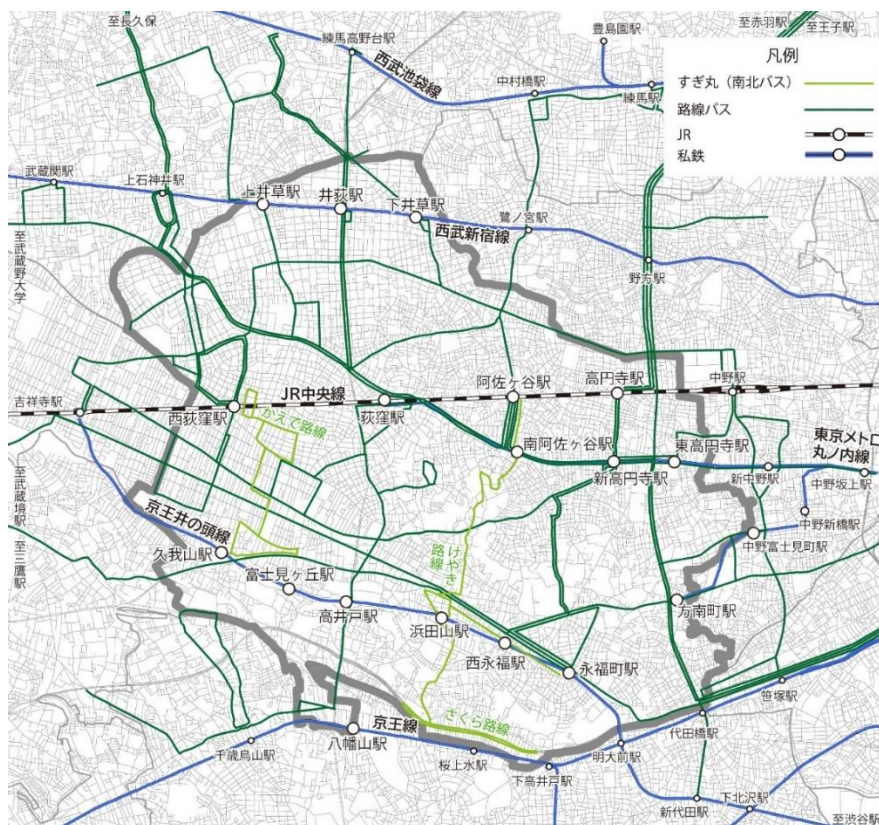 至長久保
練馬高野台駅
豊島園駅
至赤羽駅
至王子駅
西武池袋線
中村橋駅
練馬駅
凡例
すぎ丸（南北バス）
路線バス
JR
私鉄
武蔵関駅
上石神井駅
上井草駅
井荻駅
下井草駅
鷺ノ宮駅
西武新宿線
野方駅
至武蔵野大学
吉祥寺駅
西荻窪駅
JR中央線
荻窪駅
阿佐ヶ谷駅
高円寺駅
中野駅
かえで路線
南阿佐ヶ谷駅
新高円寺駅
東高円寺駅
東京メトロ
丸ノ内線
新中野駅
中野坂上駅
至武蔵境駅
至三鷹駅
京王井の頭線
久我山駅
富士見ヶ丘駅
高井戸駅
けやき
路線
浜田山駅
西永福駅
永福町駅
中野新橋駅
中野富士見町駅
方南町駅
さくら路線
京王線
八幡山駅
千歳烏山駅
桜上水駅
下高井戸駅
明大前駅
代田橋駅
笹塚駅
新代田駅
下北沢駅
至渋谷駅